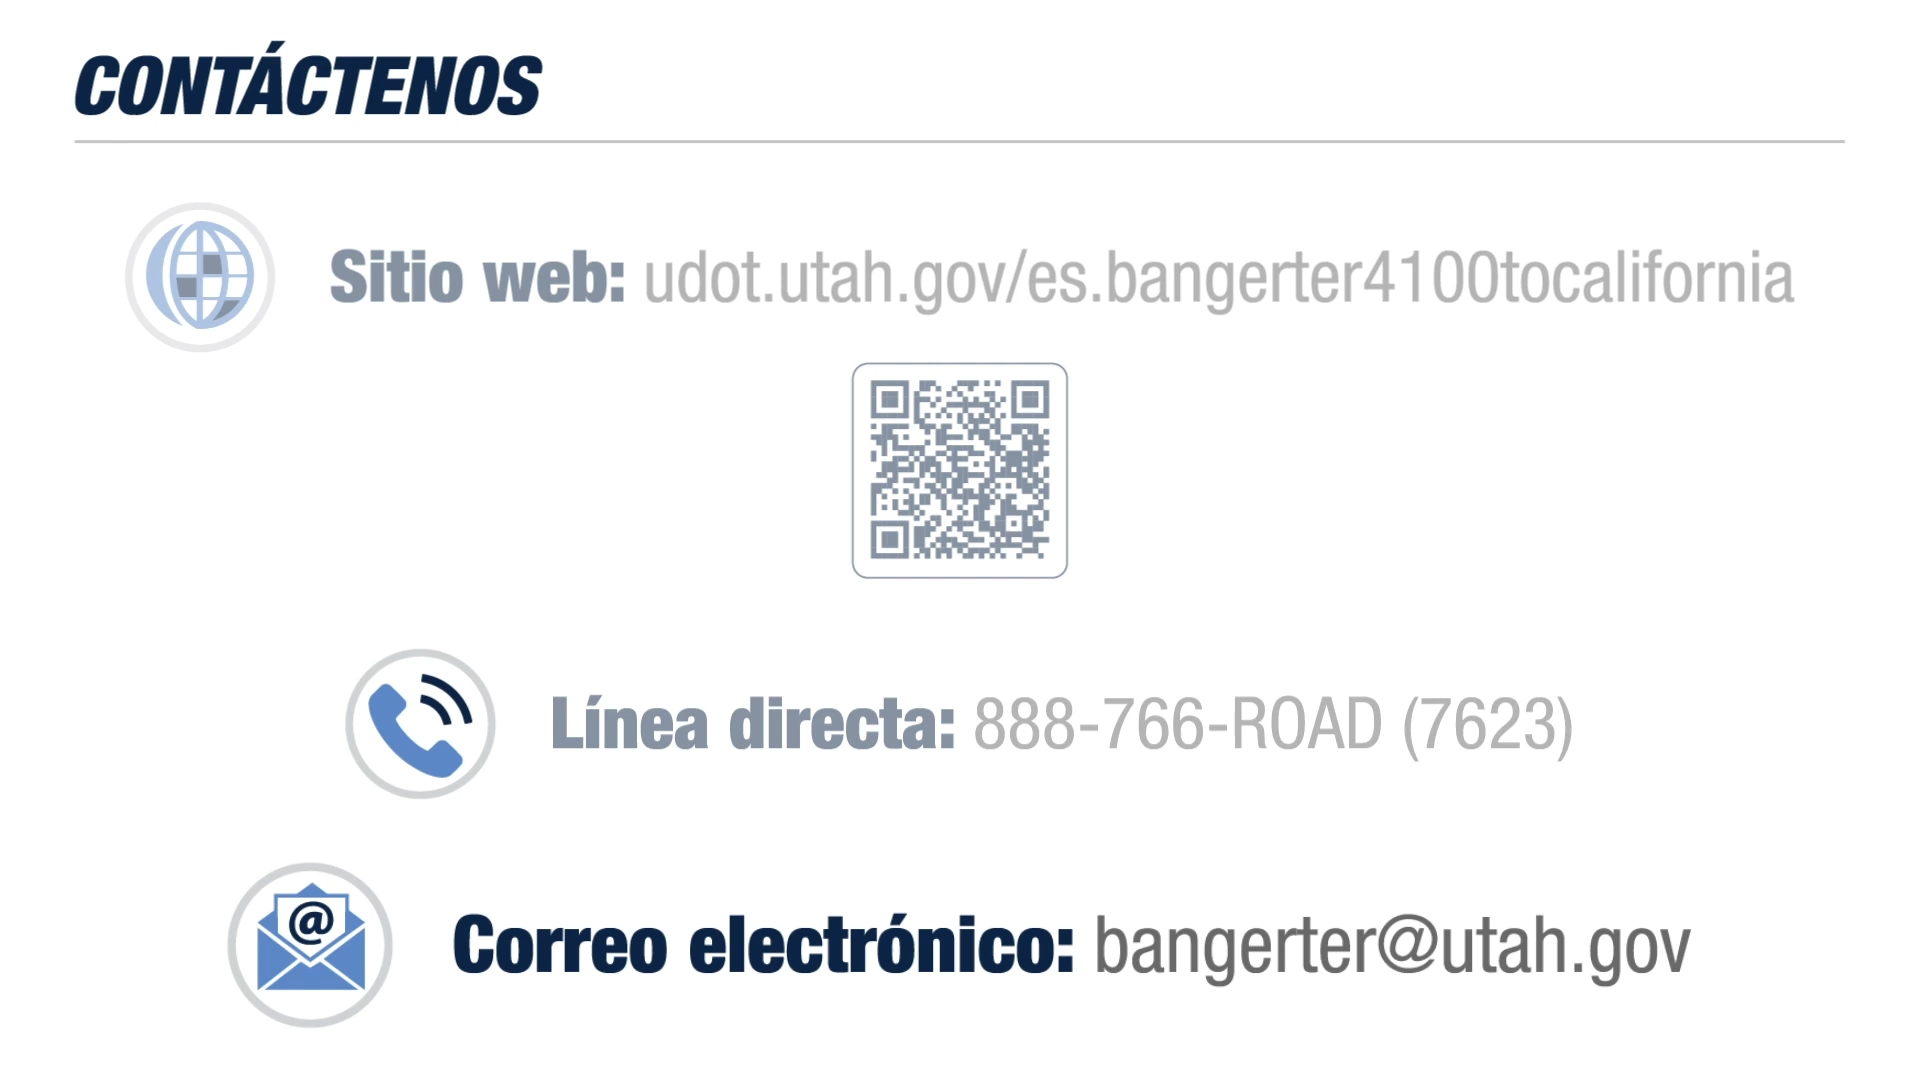 CONTÁCTENOS
Sitio web: udot.utah.gov/es.bangerter4100tocalifornia
Línea directa: 888-766-ROAD (7623)
@
Correo electrónico: bangerter@utah.gov